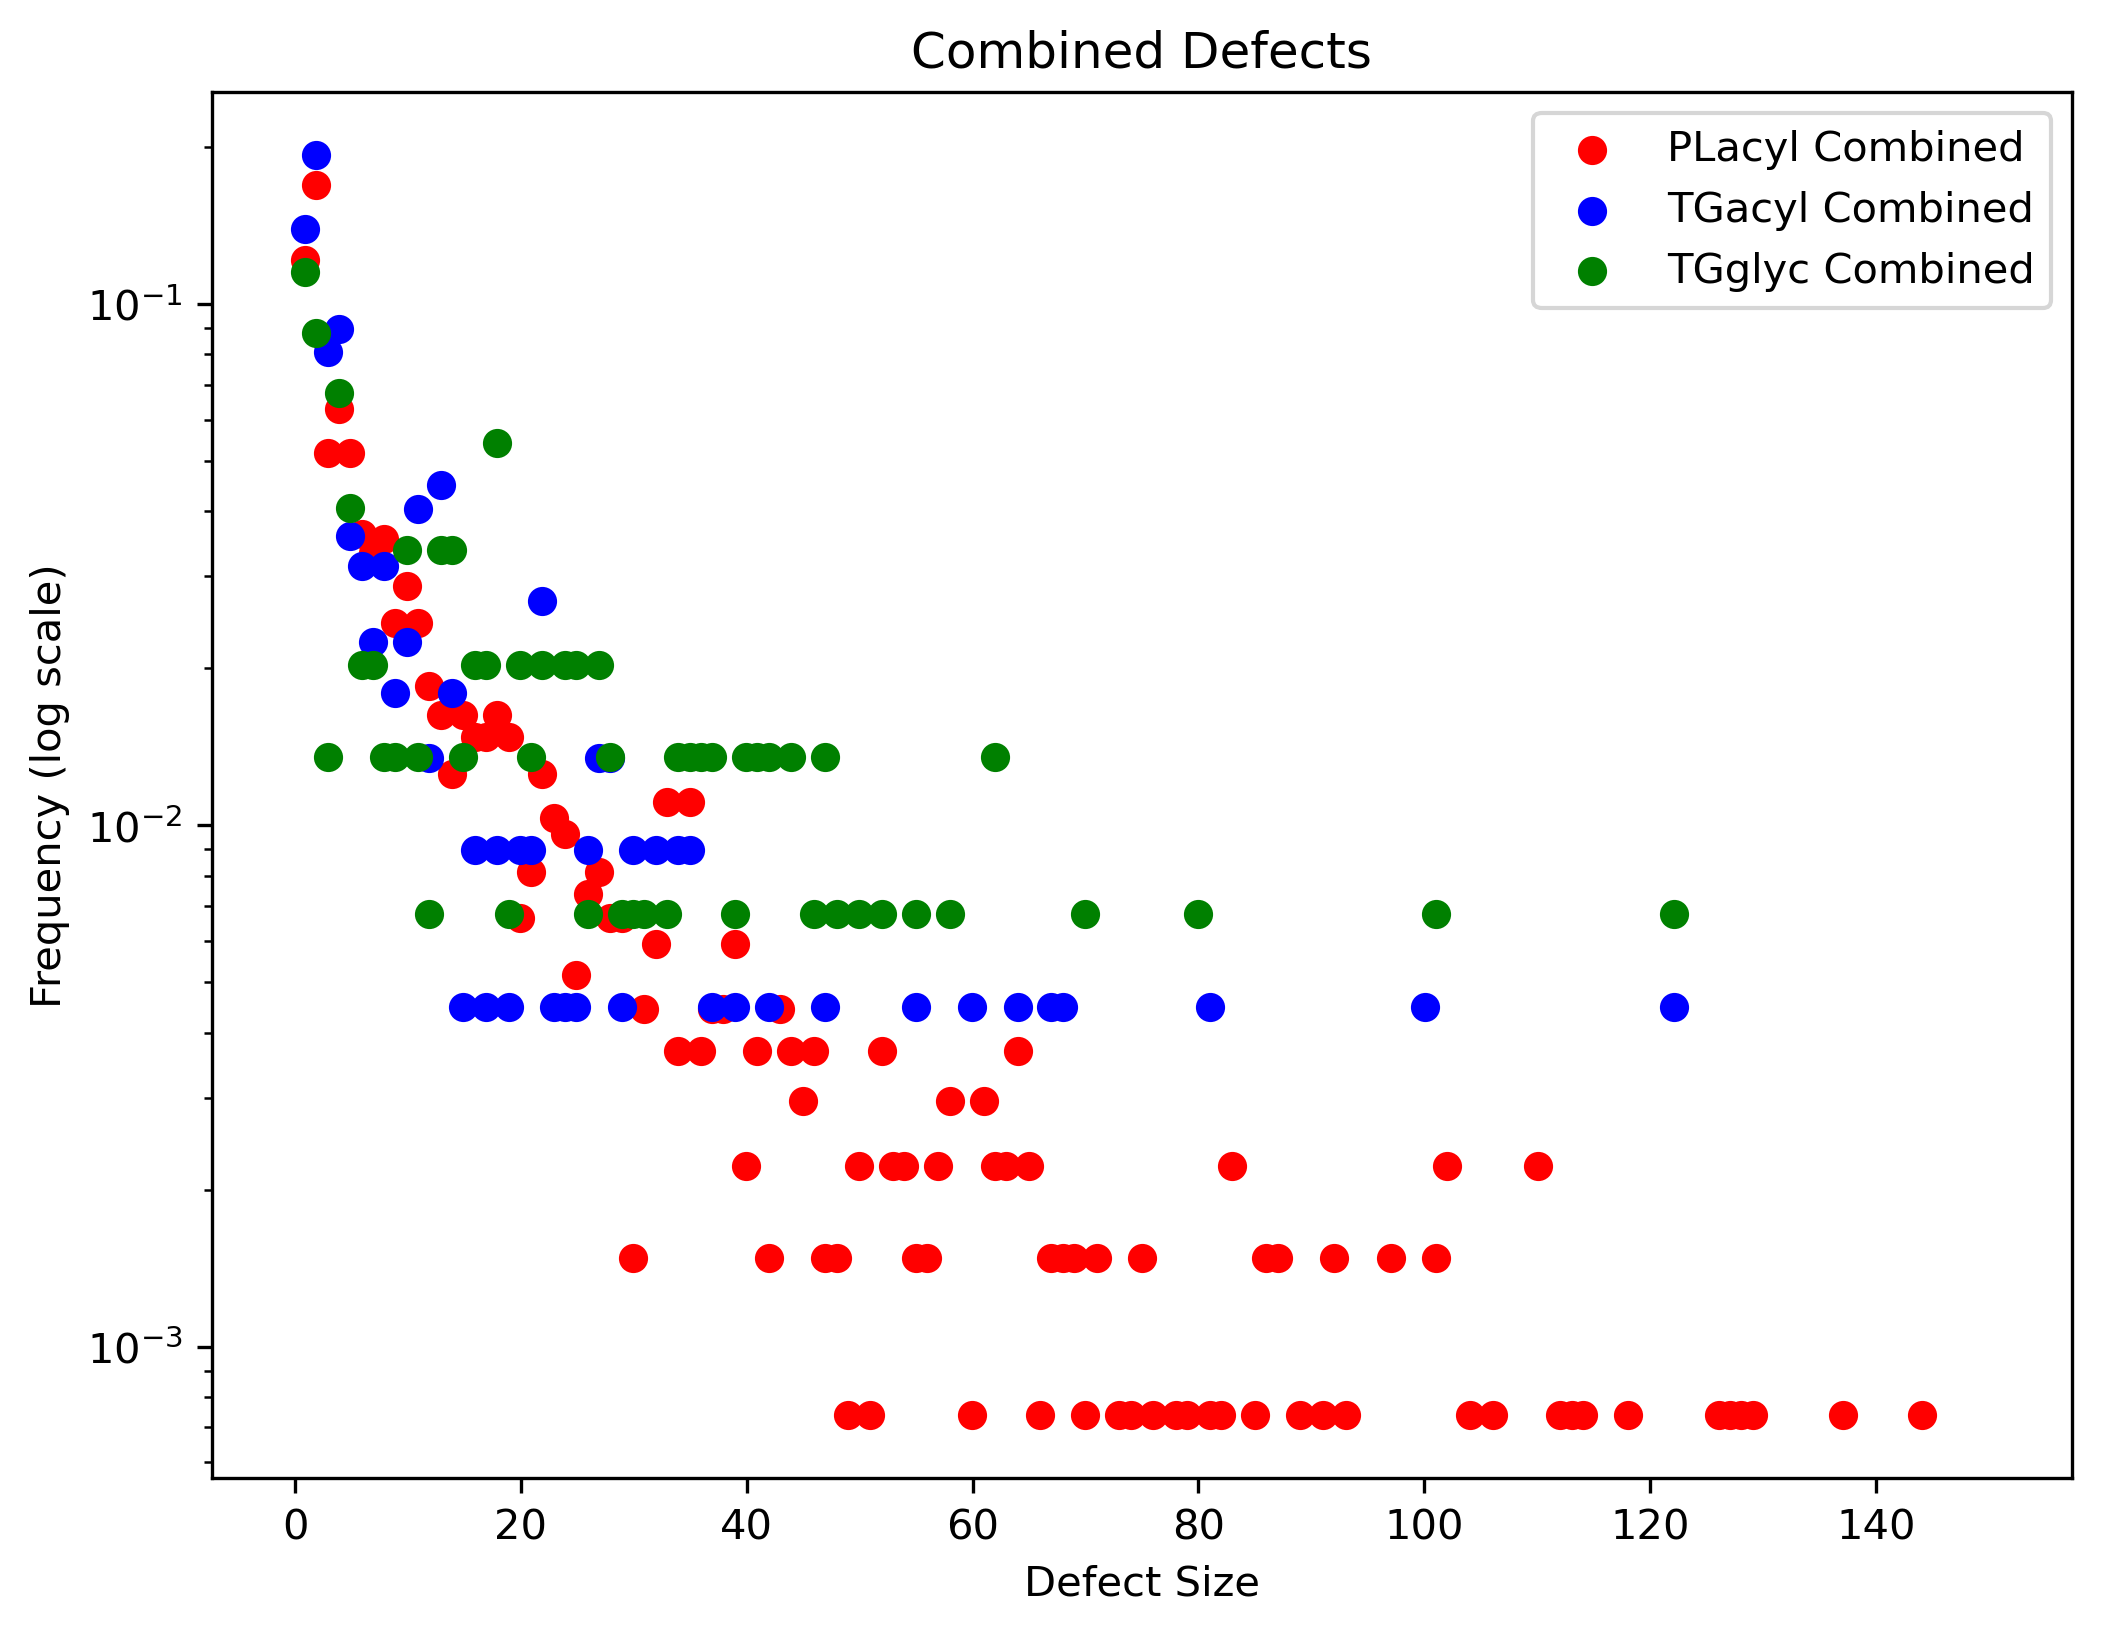 Combined Defects
PLacyl Combined
TGacyl Combined
TGglyc Combined
Frequency (log scale)
10⁻¹
10⁻²
10⁻³
0 20 40 60 80 100 120 140
Defect Size